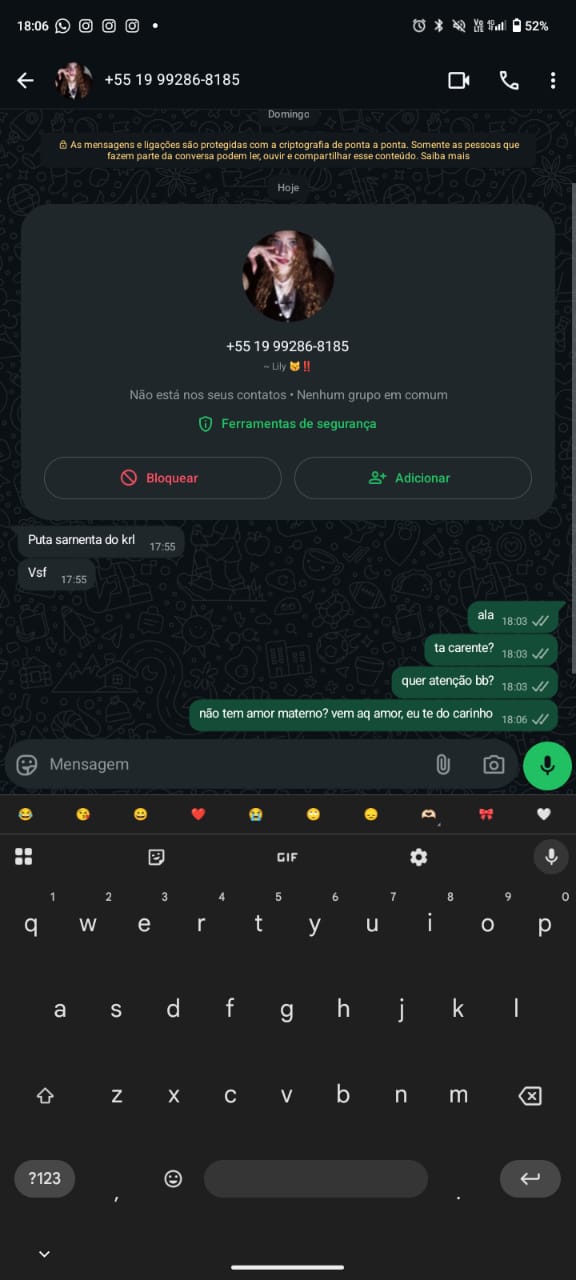 18:06 52%
+55 19 99286-8185
Domingo
As mensagens e ligações são protegidas com a criptografia de ponta a ponta. Somente as pessoas que
fazem parte da conversa podem ler, ouvir e compartilhar esse conteúdo. Saiba mais
Hoje
+55 19 99286-8185
~ Lily 😼‼️
Não está nos seus contatos • Nenhum grupo em comum
Ferramentas de segurança
Bloquear Adicionar
Puta sarnenta do krl 17:55
Vsf 17:55
ala 18:03
ta carente? 18:03
quer atenção bb? 18:03
não tem amor materno? vem aq amor, eu te do carinho 18:06
Mensagem
GIF
1 2 3 4 5 6 7 8 9 0
q w e r t y u i o p
a s d f g h j k l
z x c v b n m
?123 , .